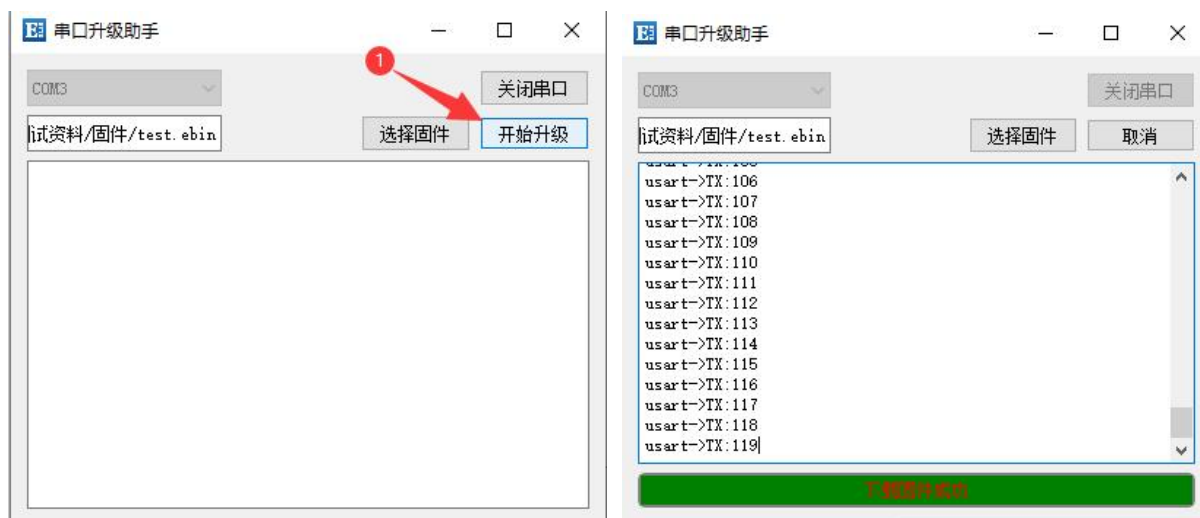 串口升级助手
COM3
关闭串口
试资料/固件/test.ebin
选择固件
开始升级
1
串口升级助手
COM3
关闭串口
试资料/固件/test.ebin
选择固件
取消
usart->TX:106
usart->TX:107
usart->TX:108
usart->TX:109
usart->TX:110
usart->TX:111
usart->TX:112
usart->TX:113
usart->TX:114
usart->TX:115
usart->TX:116
usart->TX:117
usart->TX:118
usart->TX:119
下载固件成功